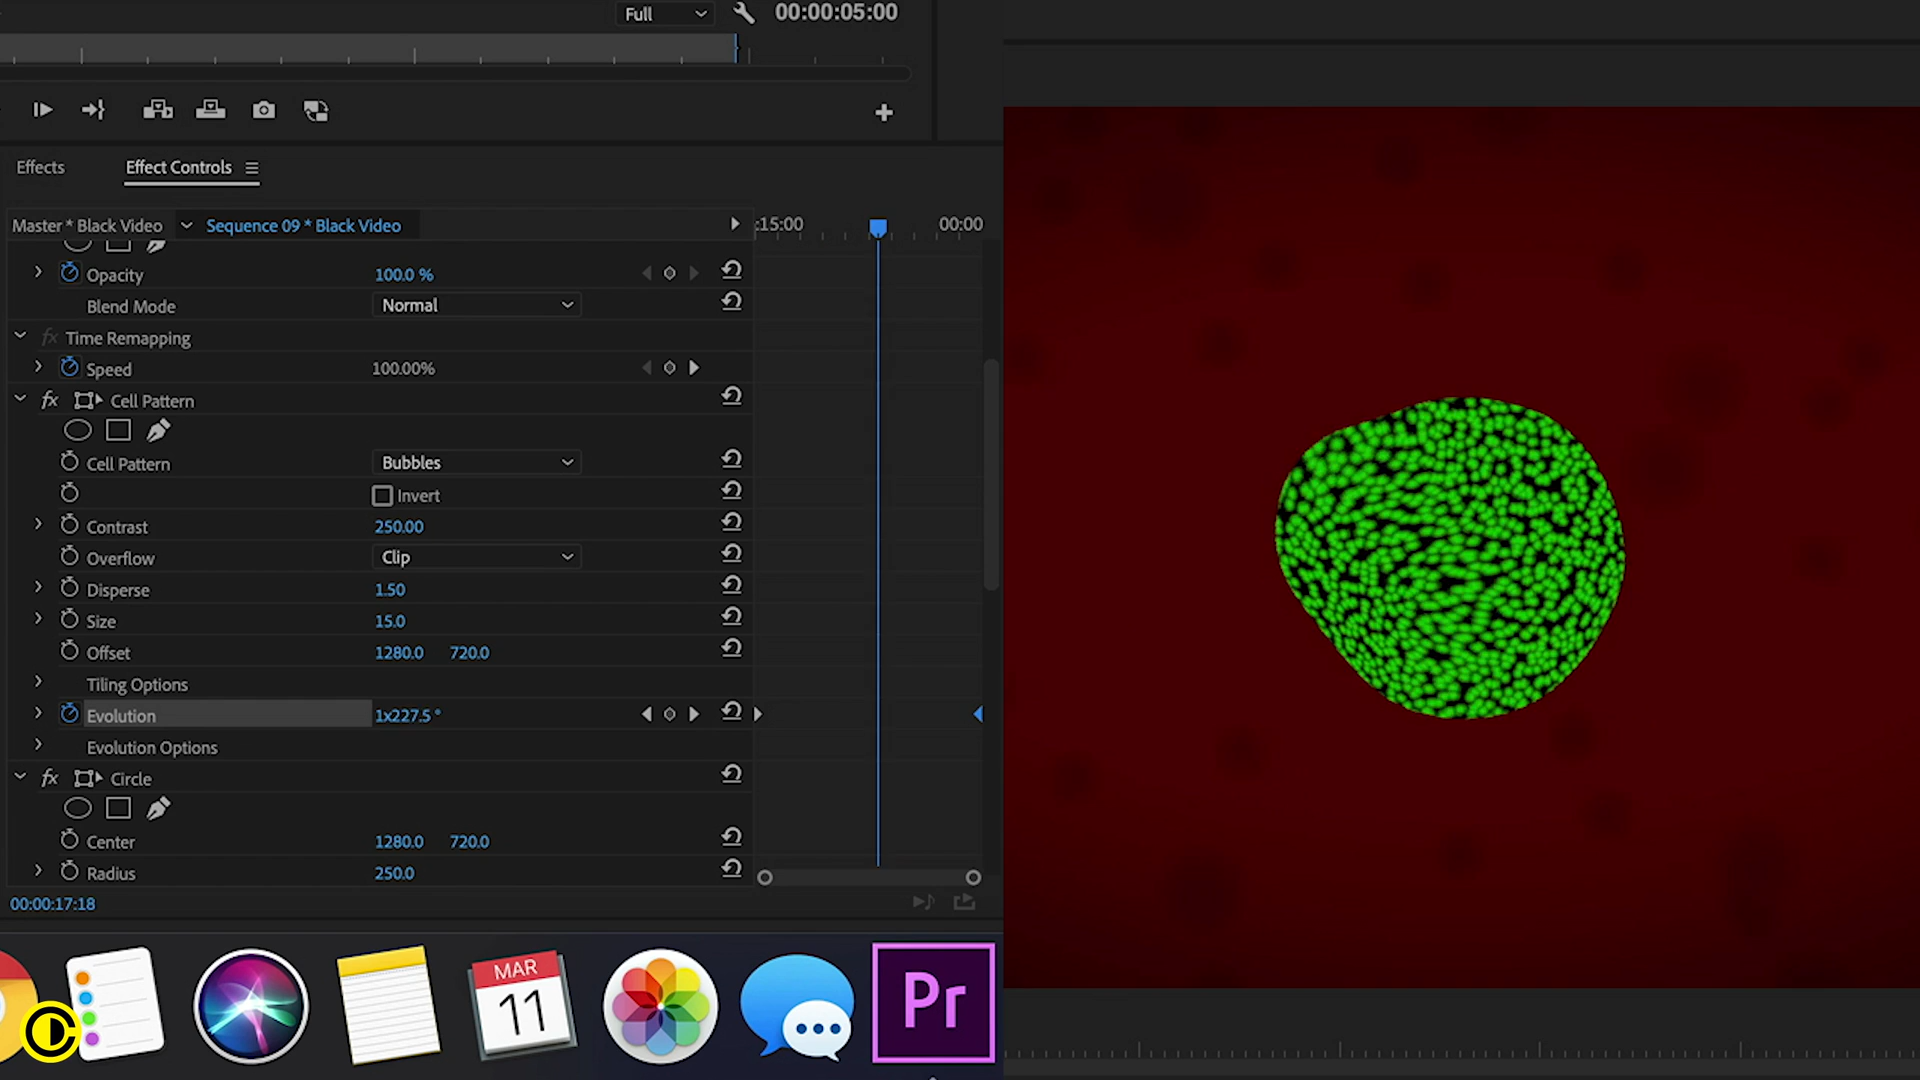 Full 00:00:05:00
Effects Effect Controls
Master * Black Video Sequence 09 * Black Video :15:00 00:00
Opacity 100.0 %
Blend Mode Normal
fx Time Remapping
Speed 100.00%
fx Cell Pattern
Cell Pattern Bubbles
Invert
Contrast 250.00
Overflow Clip
Disperse 1.50
Size 15.0
Offset 1280.0 720.0
Tiling Options
Evolution 1x227.5 °
Evolution Options
fx Circle
Center 1280.0 720.0
Radius 250.0
00:00:17:18
MAR
11
Pr